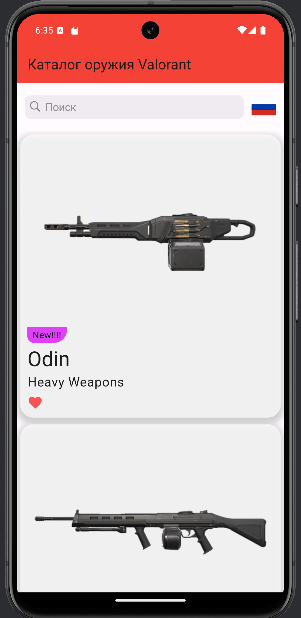 6:35
Каталог оружия Valorant
Поиск
New!!!!
Odin
Heavy Weapons